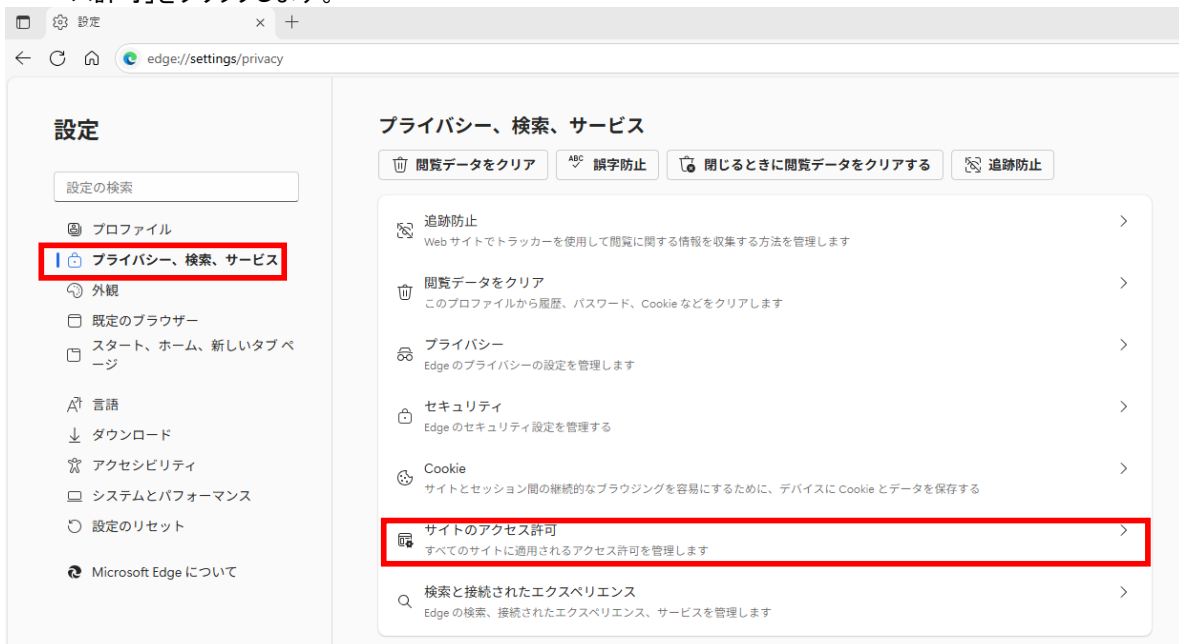 設定
edge://settings/privacy
設定
設定の検索
プロファイル
プライバシー、検索、サービス
外観
既定のブラウザー
スタート、ホーム、新しいタブ ペ
ージ
言語
ダウンロード
アクセシビリティ
システムとパフォーマンス
設定のリセット
Microsoft Edge について
プライバシー、検索、サービス
閲覧データをクリア
ABC 誤字防止
閉じるときに閲覧データをクリアする
追跡防止
追跡防止
Web サイトでトラッカーを使用して閲覧に関する情報を収集する方法を管理します
閲覧データをクリア
このプロファイルから履歴、パスワード、Cookie などをクリアします
プライバシー
Edge のプライバシーの設定を管理します
セキュリティ
Edge のセキュリティ設定を管理する
Cookie
サイトとセッション間の継続的なブラウジングを容易にするために、デバイスに Cookie とデータを保存する
サイトのアクセス許可
すべてのサイトに適用されるアクセス許可を管理します
検索と接続されたエクスペリエンス
Edge の検索、接続されたエクスペリエンス、サービスを管理します